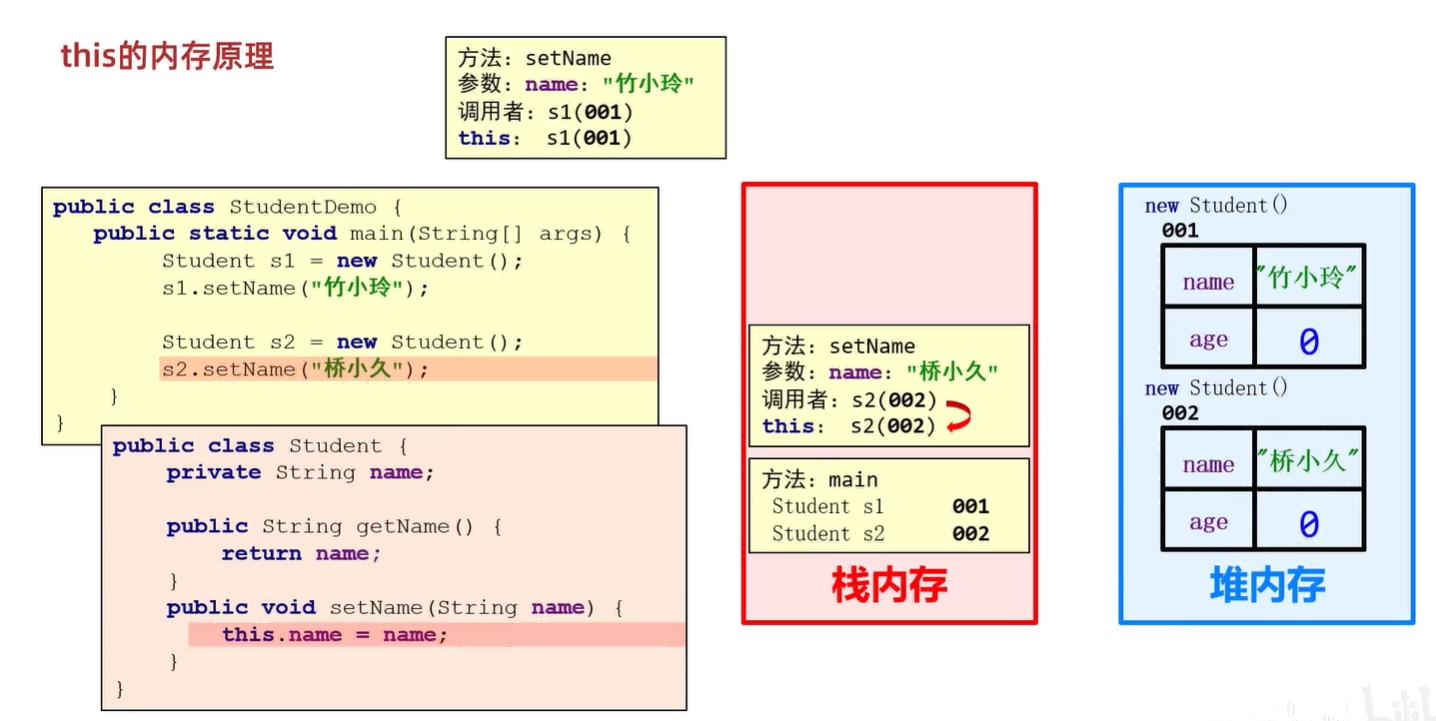 this的内存原理
方法：setName
参数：name："竹小玲"
调用者：s1(001)
this： s1(001)
public class StudentDemo {
public static void main(String[] args) {
Student s1 = new Student();
s1.setName("竹小玲");
Student s2 = new Student();
s2.setName("桥小久");
}
}
public class Student {
private String name;
public String getName() {
return name;
}
public void setName(String name) {
this.name = name;
}
}
方法：setName
参数：name："桥小久"
调用者：s2(002)
this： s2(002)
方法：main
Student s1 001
Student s2 002
栈内存
new Student()
001
name "竹小玲"
age 0
new Student()
002
name "桥小久"
age 0
堆内存